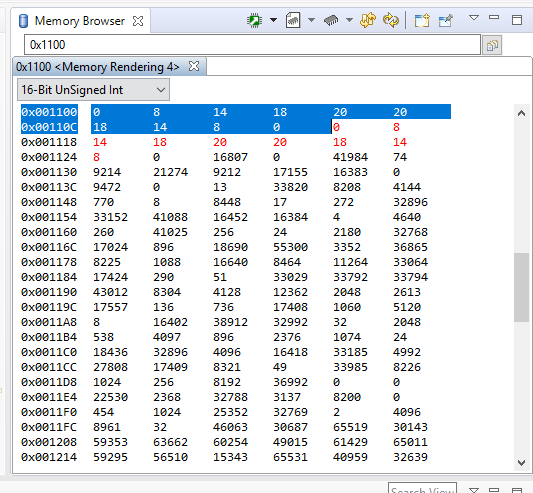 Memory Browser
0x1100
0x1100 <Memory Rendering 4>
16-Bit UnSigned Int
0x001100 0 8 14 18 20 20
0x00110C 18 14 8 0 0 8
0x001118 14 18 20 20 18 14
0x001124 8 0 16807 0 41984 74
0x001130 9214 21274 9212 17155 16383 0
0x00113C 9472 0 13 33820 8208 4144
0x001148 770 8 8448 17 272 32896
0x001154 33152 41088 16452 16384 4 4640
0x001160 260 41025 256 24 2180 32768
0x00116C 17024 896 18690 55300 3352 36865
0x001178 8225 1088 16640 8464 11264 33064
0x001184 17424 290 51 33029 33792 33794
0x001190 43012 8304 4128 12362 2048 2613
0x00119C 17557 136 736 17408 1060 5120
0x0011A8 8 16402 38912 32992 32 2048
0x0011B4 538 4097 896 2376 1074 24
0x0011C0 18436 32896 4096 16418 33185 4992
0x0011CC 27808 17409 8321 49 33985 8226
0x0011D8 1024 256 8192 36992 0 0
0x0011E4 22530 2368 32788 3137 8200 0
0x0011F0 454 1024 25352 32769 2 4096
0x0011FC 8961 32 46063 30687 65519 30143
0x001208 59353 63662 60254 49015 61429 65011
0x001214 59295 56510 15343 65531 40959 32639
Search View